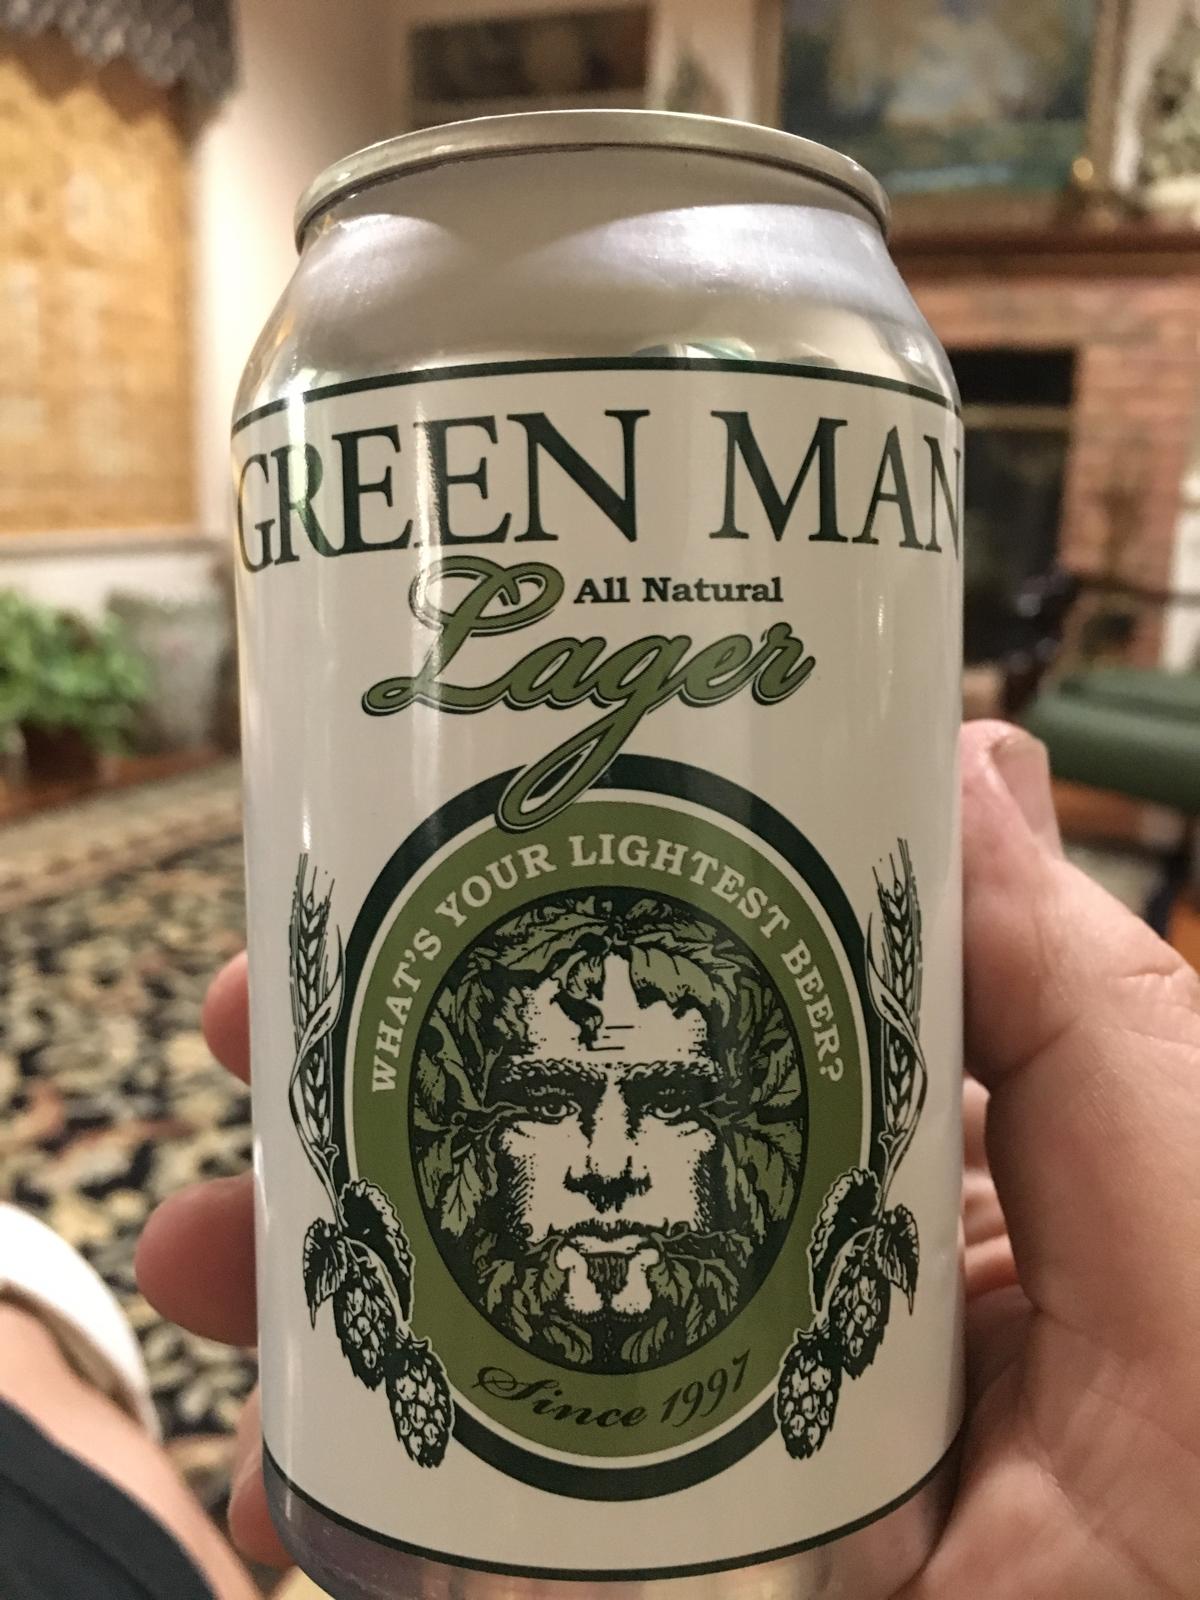 GREEN MAN
All Natural
Lager
WHAT'S YOUR LIGHTEST BEER?
Since 1997